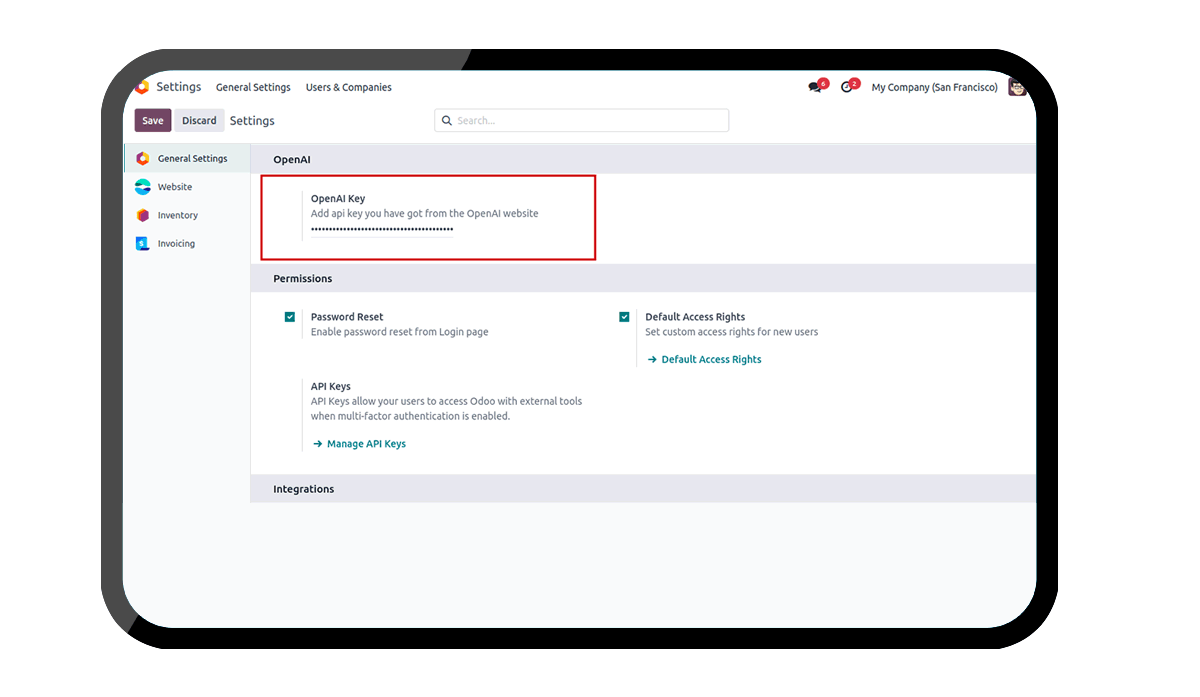 Settings General Settings Users & Companies 6 2 My Company (San Francisco)
Save Discard Settings Search...
General Settings
Website
Inventory
Invoicing
OpenAI
OpenAI Key
Add api key you have got from the OpenAI website
Permissions
Password Reset
Enable password reset from Login page
Default Access Rights
Set custom access rights for new users
Default Access Rights
API Keys
API Keys allow your users to access Odoo with external tools
when multi-factor authentication is enabled.
Manage API Keys
Integrations